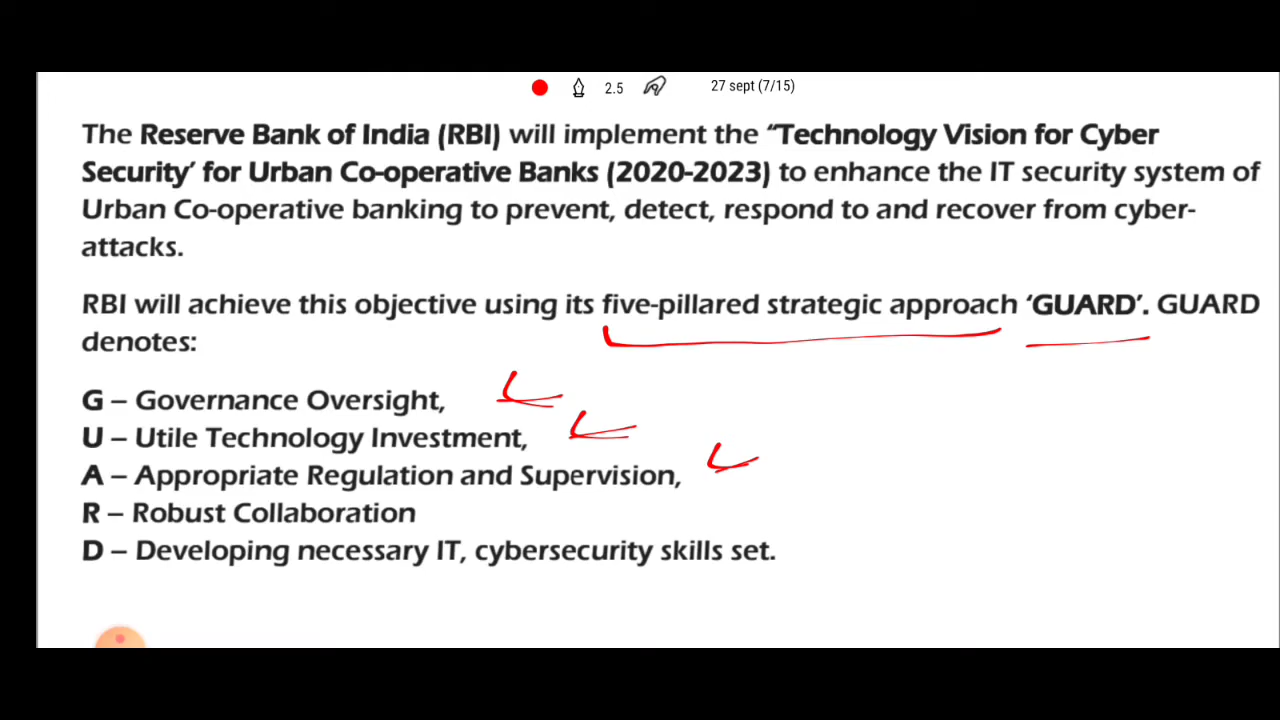 2.5 27 sept (7/15)
The Reserve Bank of India (RBI) will implement the “Technology Vision for Cyber
Security’ for Urban Co-operative Banks (2020-2023) to enhance the IT security system of
Urban Co-operative banking to prevent, detect, respond to and recover from cyber-
attacks.
RBI will achieve this objective using its five-pillared strategic approach ‘GUARD’. GUARD
denotes:
G – Governance Oversight,
U – Utile Technology Investment,
A – Appropriate Regulation and Supervision,
R – Robust Collaboration
D – Developing necessary IT, cybersecurity skills set.